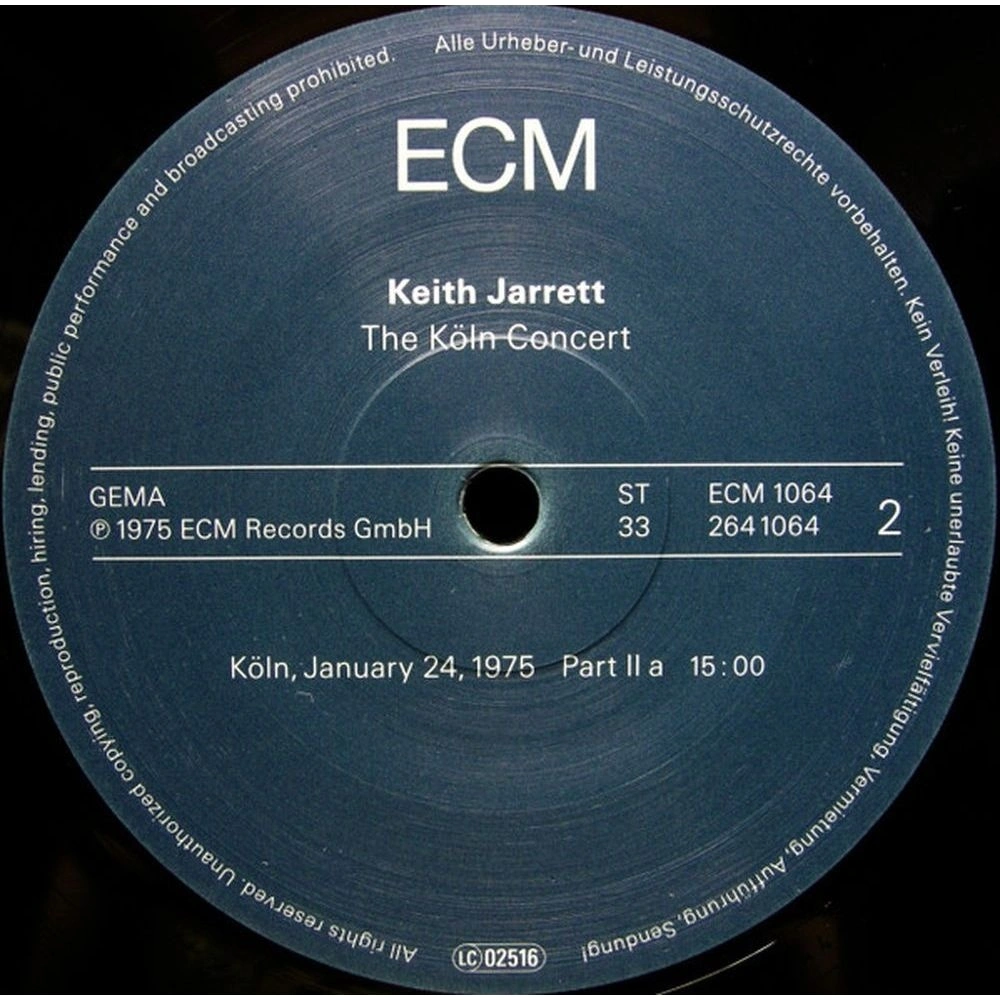 ECM
Keith Jarrett
The Köln Concert
GEMA
℗ 1975 ECM Records GmbH
ST
33
ECM 1064
2641064
2
Köln, January 24, 1975 Part II a 15:00
LC 02516
All rights reserved. Unauthorized copying, reproduction, hiring, lending, public performance and broadcasting prohibited.
Alle Urheber- und Leistungsschutzrechte vorbehalten. Kein Verleih! Keine unerlaubte Vervielfältigung, Vermietung, Aufführung, Sendung!